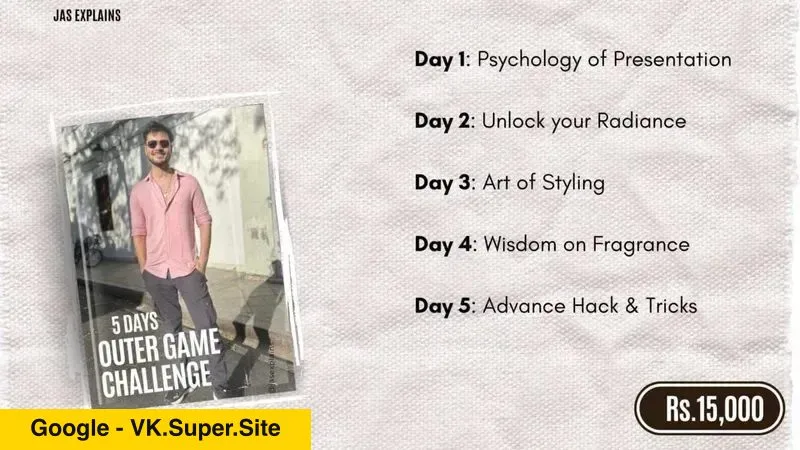 JAS EXPLAINS
Day 1: Psychology of Presentation
Day 2: Unlock your Radiance
Day 3: Art of Styling
Day 4: Wisdom on Fragrance
Day 5: Advance Hack & Tricks
5 DAYS
OUTER GAME
CHALLENGE
Rs.15,000
Google - VK.Super.Site